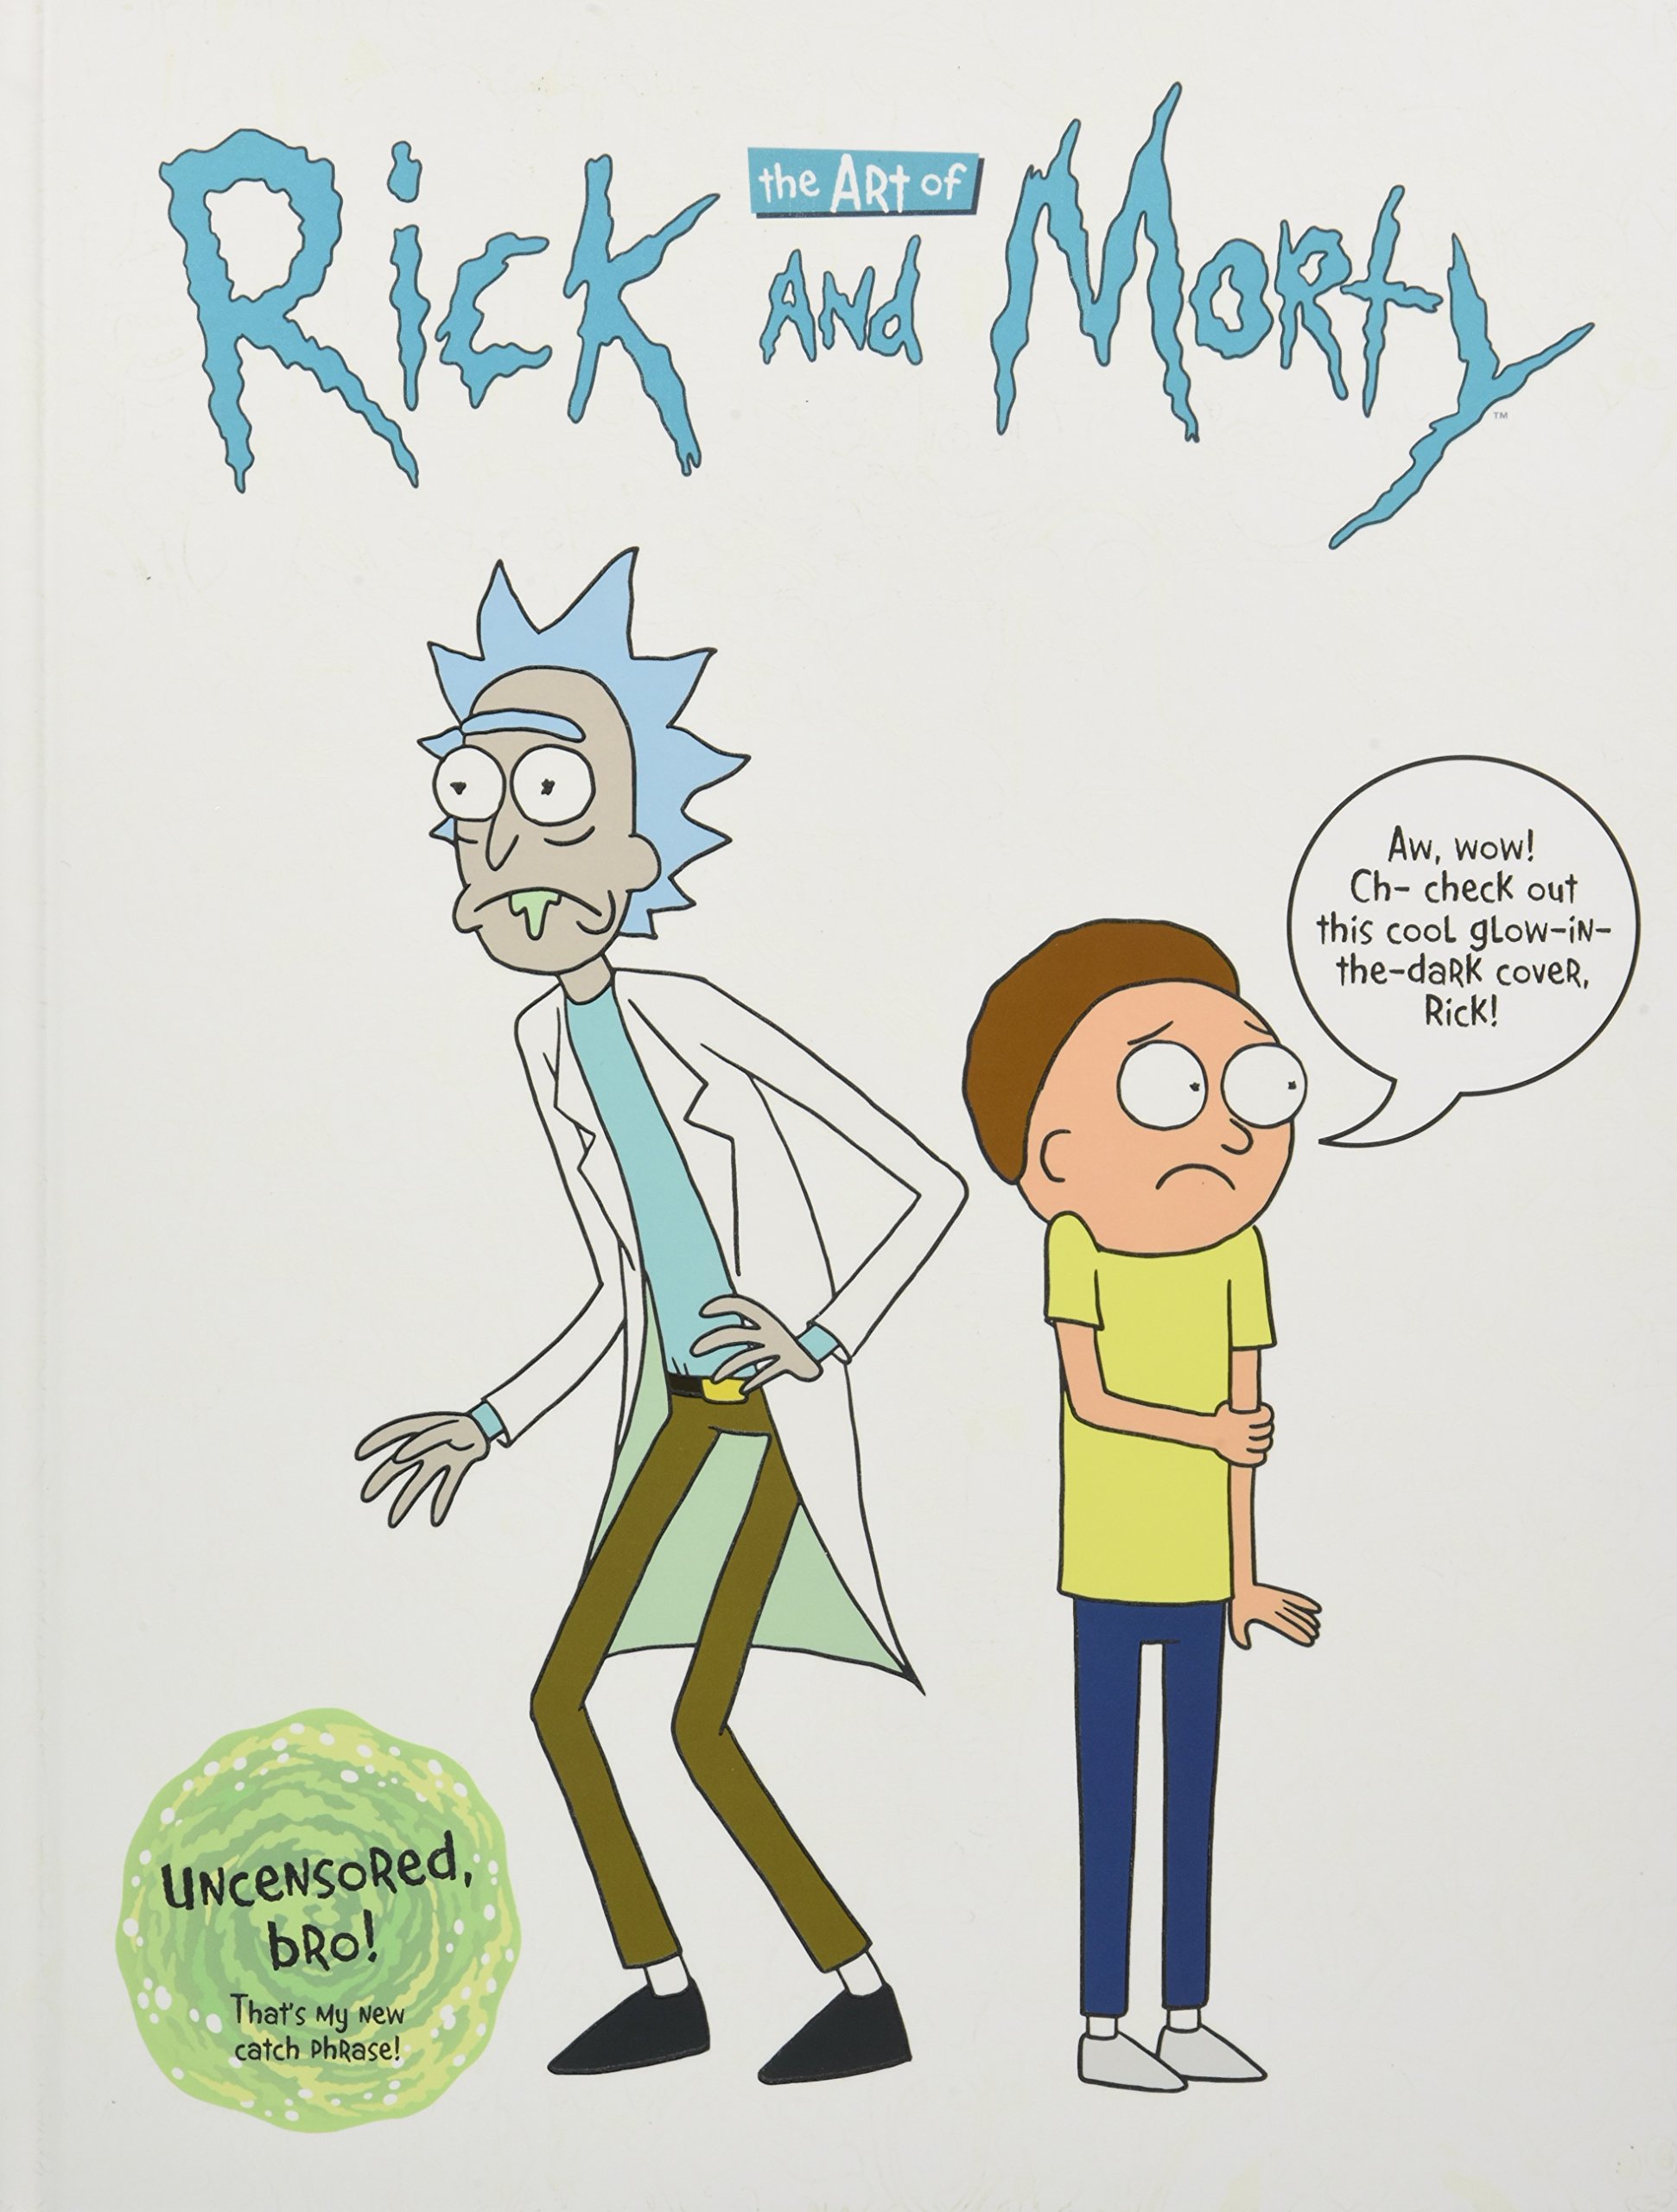 the ART of
Rick and Morty
™
Aw, wow!
Ch- check out
this cool glow-in-
the-dark cover,
Rick!
Uncensored,
bro!
That's my new
catch phrase!